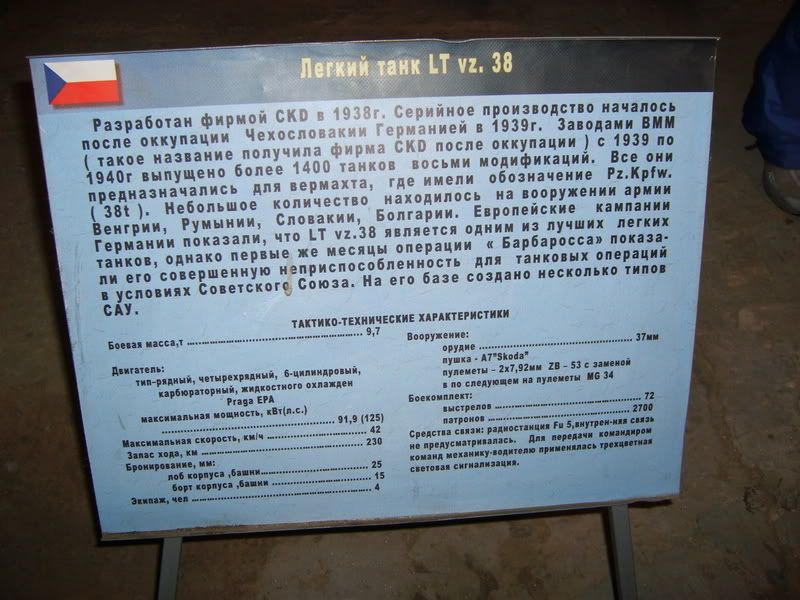 Легкий танк LT vz. 38
Разработан фирмой CKD в 1938г. Серийное производство началось
после оккупации Чехословакии Германией в 1939г. Заводами ВММ
( такое название получила фирма CKD после оккупации ) с 1939 по
1940г выпущено более 1400 танков восьми модификаций. Все они
предназначались для вермахта, где имели обозначение Pz.Kpfw.
( 38t ). Небольшое количество находилось на вооружении армии
Венгрии, Румынии, Словакии, Болгарии. Европейские кампании
Германии показали, что LT vz.38 является одним из лучших легких
танков, однако первые же месяцы операции « Барбаросса» показа-
ли его совершенную неприспособленность для танковых операций
в условиях Советского Союза. На его базе создано несколько типов
САУ.
ТАКТИКО-ТЕХНИЧЕСКИЕ ХАРАКТЕРИСТИКИ
Боевая масса,т ........ 9,7
Двигатель:
тип-рядный, четырехрядный, 6-цилиндровый,
карбюраторный, жидкостного охлажден
Praga EPA
максимальная мощность, кВт(л.с.)
........ 91,9 (125)
Максимальная скорость, км/ч ........ 42
Запас хода, км ........ 230
Бронирование, мм:
лоб корпуса ,башни ........ 25
борт корпуса ,башни ........ 15
Экипаж, чел ........ 4
Вооружение:
орудие ........ 37мм
пушка - А7"Skoda"
пулеметы – 2х7,92мм ZB – 53 с заменой
в по следующем на пулеметы MG 34
Боекомплект:
выстрелов ........ 72
патронов ........ 2700
Средства связи: радиостанция Fu 5,внутрен-няя связь
не предусматривалась. Для передачи командиром
команд механику-водителю применялась трехцветная
световая сигнализация.